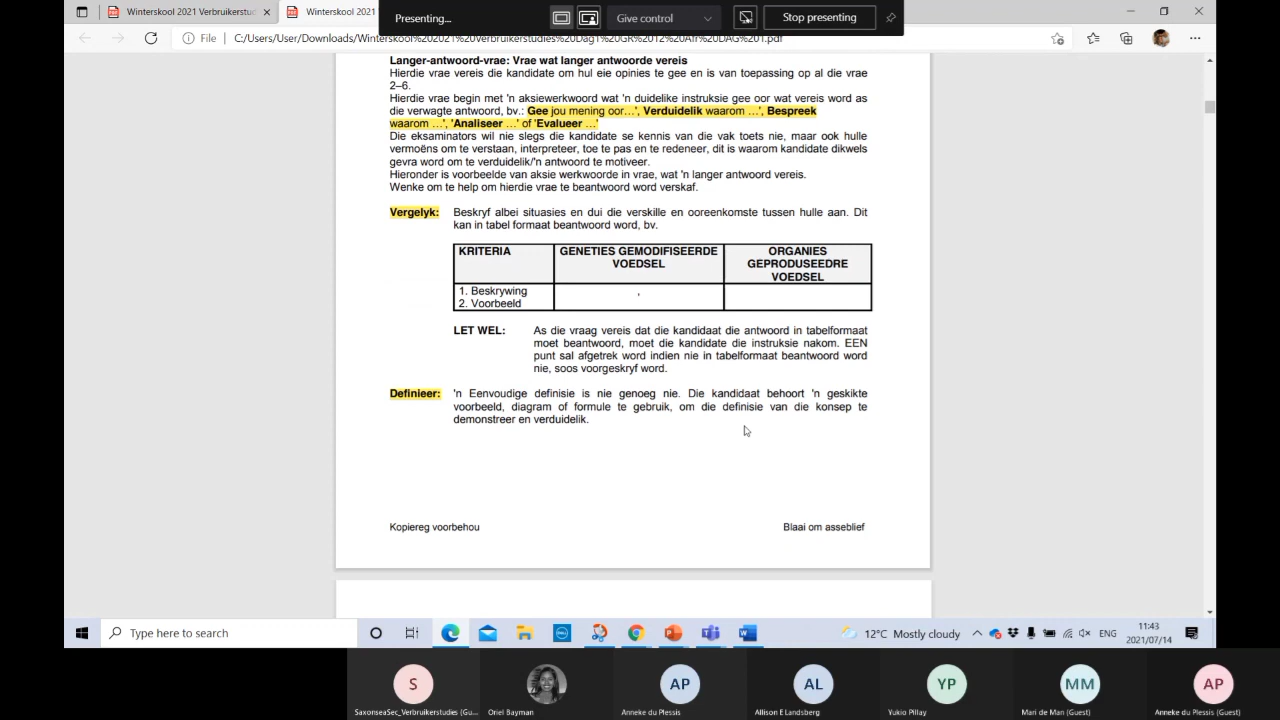 Winterskool 2021 Verbruikerstud
Winterskool 2021
Presenting...
Give control
Stop presenting
File
C:/Users/User/Downloads/Winterskool%202021%20Verbruikerstudies%20Dag1%20GR%2012%20Afr%20DAG%201.pdf
Langer-antwoord-vrae: Vrae wat langer antwoorde vereis
Hierdie vrae vereis die kandidate om hul eie opinies te gee en is van toepassing op al die vrae
2–6.
Hierdie vrae begin met 'n aksiewerkwoord wat 'n duidelike instruksie gee oor wat vereis word as
die verwagte antwoord, bv.: Gee jou mening oor…', Verduidelik waarom …', Bespreek
waarom …', 'Analiseer …' of 'Evalueer …'
Die eksaminators wil nie slegs die kandidate se kennis van die vak toets nie, maar ook hulle
vermoëns om te verstaan, interpreteer, toe te pas en te redeneer, dit is waarom kandidate dikwels
gevra word om te verduidelik/'n antwoord te motiveer.
Hieronder is voorbeelde van aksie werkwoorde in vrae, wat 'n langer antwoord vereis.
Wenke om te help om hierdie vrae te beantwoord word verskaf.
Vergelyk: Beskryf albei situasies en dui die verskille en ooreenkomste tussen hulle aan. Dit
kan in tabel formaat beantwoord word, bv.
KRITERIA GENETIES GEMODIFISEERDE VOEDSEL ORGANIES GEPRODUSEEDRE VOEDSEL
1. Beskrywing
2. Voorbeeld
LET WEL: As die vraag vereis dat die kandidaat die antwoord in tabelformaat
moet beantwoord, moet die kandidate die instruksie nakom. EEN
punt sal afgetrek word indien nie in tabelformaat beantwoord word
nie, soos voorgeskryf word.
Definieer: 'n Eenvoudige definisie is nie genoeg nie. Die kandidaat behoort 'n geskikte
voorbeeld, diagram of formule te gebruik, om die definisie van die konsep te
demonstreer en verduidelik.
Kopiereg voorbehou
Blaai om asseblief
Type here to search
12°C Mostly cloudy
ENG
11:43
2021/07/14
S
AP
AL
YP
MM
AP
SaxonseaSec_Verbruikerstudies (Gu...
Oriel Bayman
Anneke du Plessis
Allison E Landsberg
Yukio Pillay
Mari de Man (Guest)
Anneke du Plessis (Guest)